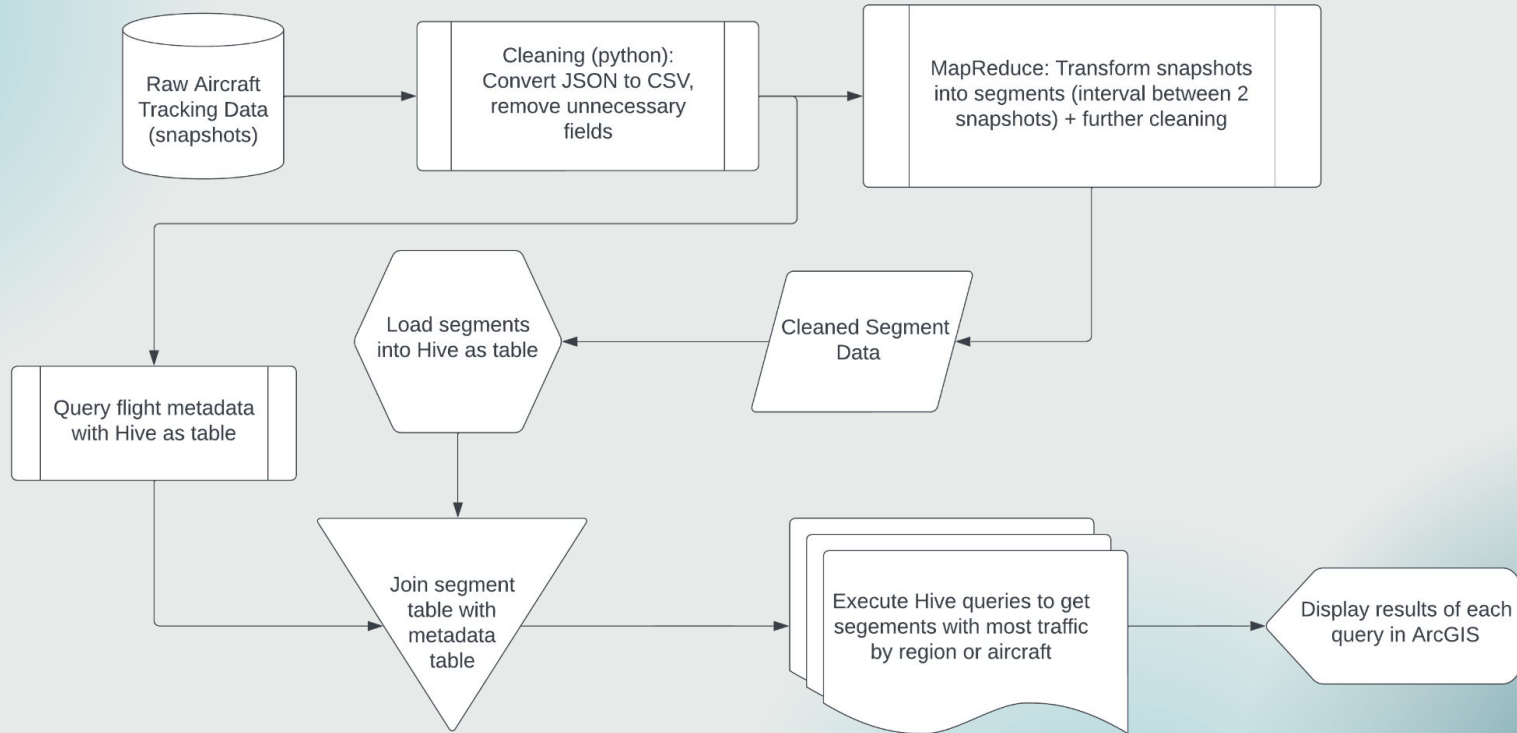 Raw Aircraft
Tracking Data
(snapshots)
Cleaning (python):
Convert JSON to CSV,
remove unnecessary
fields
MapReduce: Transform snapshots
into segments (interval between 2
snapshots) + further cleaning
Query flight metadata
with Hive as table
Load segments
into Hive as table
Cleaned Segment
Data
Join segment
table with
metadata
table
Execute Hive queries to get
segements with most traffic
by region or aircraft
Display results of each
query in ArcGIS